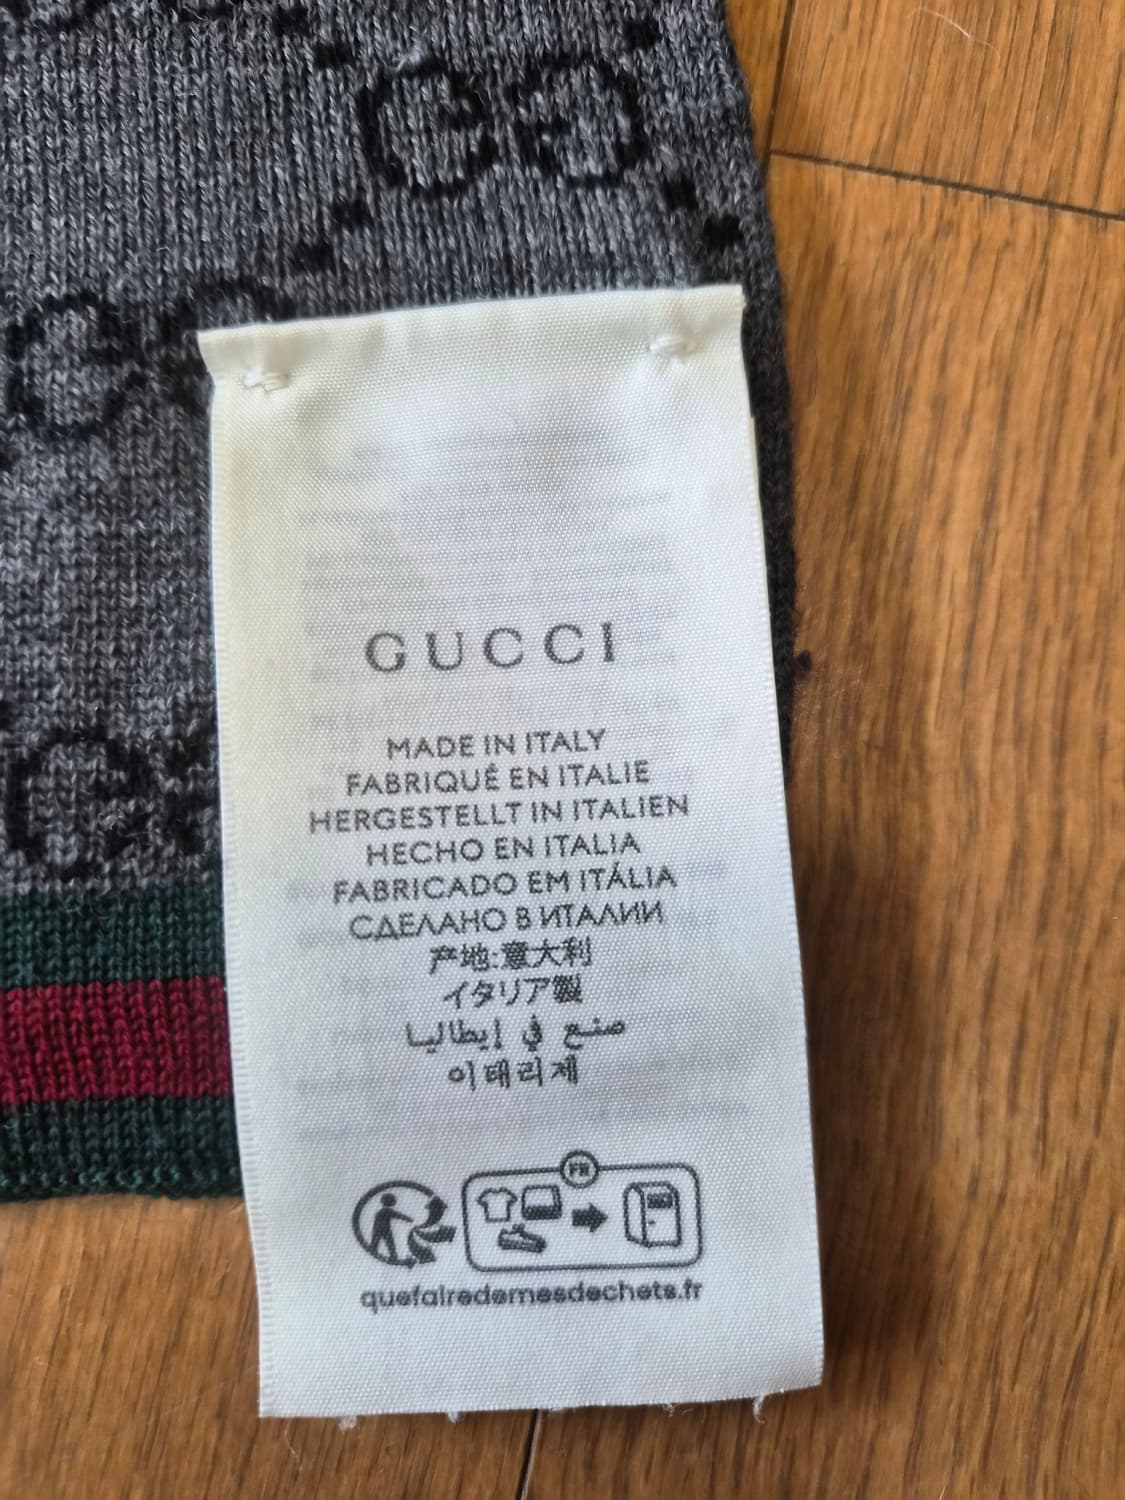 GUCCI
MADE IN ITALY
FABRIQUÉ EN ITALIE
HERGESTELLT IN ITALIEN
HECHO EN ITALIA
FABRICADO EM ITÁLIA
СДЕЛАНО В ИТАЛИИ
产地:意大利
イタリア製
صنع في إيطاليا
이태리제
FR
quefairedemesdechets.fr